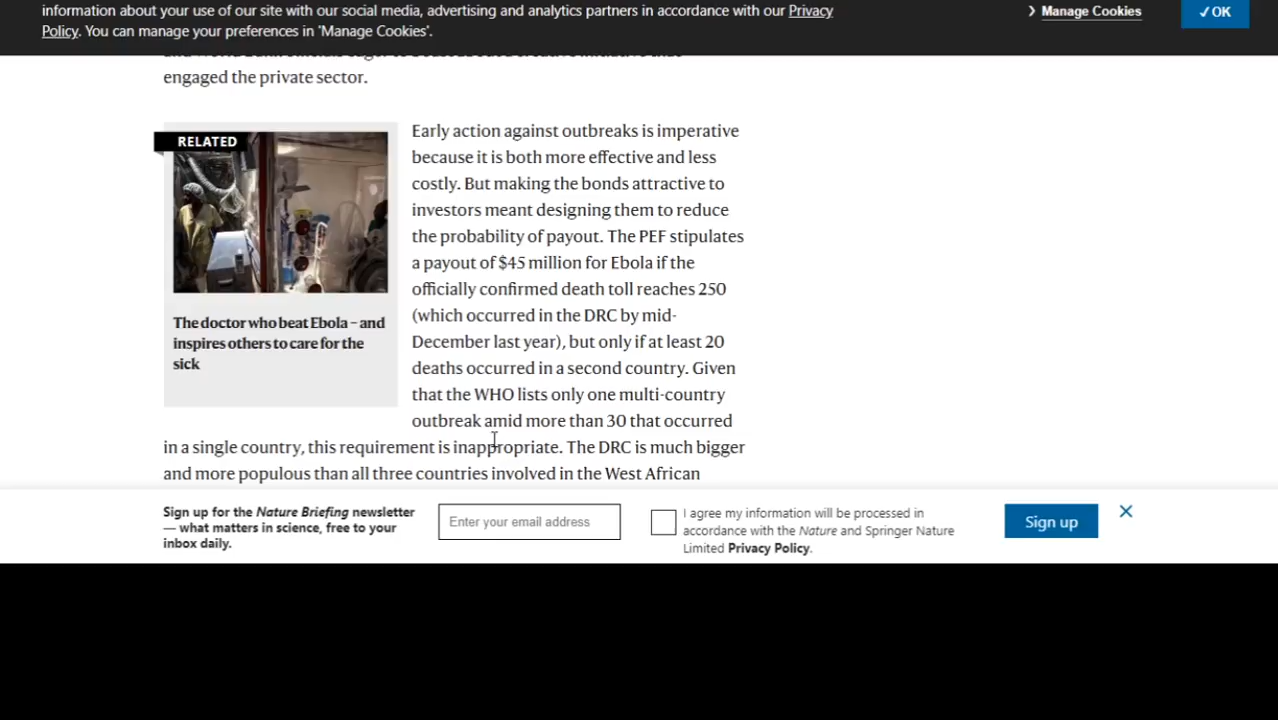 information about your use of our site with our social media, advertising and analytics partners in accordance with our Privacy
Policy. You can manage your preferences in 'Manage Cookies'.
Manage Cookies
✓OK
engaged the private sector.
RELATED
The doctor who beat Ebola – and
inspires others to care for the
sick
Early action against outbreaks is imperative
because it is both more effective and less
costly. But making the bonds attractive to
investors meant designing them to reduce
the probability of payout. The PEF stipulates
a payout of $45 million for Ebola if the
officially confirmed death toll reaches 250
(which occurred in the DRC by mid-
December last year), but only if at least 20
deaths occurred in a second country. Given
that the WHO lists only one multi-country
outbreak amid more than 30 that occurred
in a single country, this requirement is inappropriate. The DRC is much bigger
and more populous than all three countries involved in the West African
Sign up for the Nature Briefing newsletter
— what matters in science, free to your
inbox daily.
Enter your email address
I agree my information will be processed in
accordance with the Nature and Springer Nature
Limited Privacy Policy.
Sign up